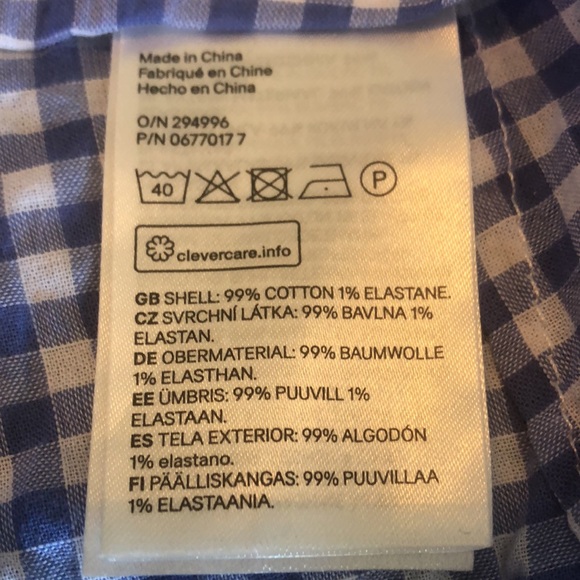 Made in China
Fabriqué en Chine
Hecho en China
O/N 294996
P/N 0677017 7
40 P
clevercare.info
GB SHELL: 99% COTTON 1% ELASTANE.
CZ SVRCHNÍ LÁTKA: 99% BAVLNA 1%
ELASTAN.
DE OBERMATERIAL: 99% BAUMWOLLE
1% ELASTHAN.
EE ÜMBRIS: 99% PUUVILL 1%
ELASTAAN.
ES TELA EXTERIOR: 99% ALGODÓN
1% elastano.
FI PÄÄLLISKANGAS: 99% PUUVILLAA
1% ELASTAANIA.